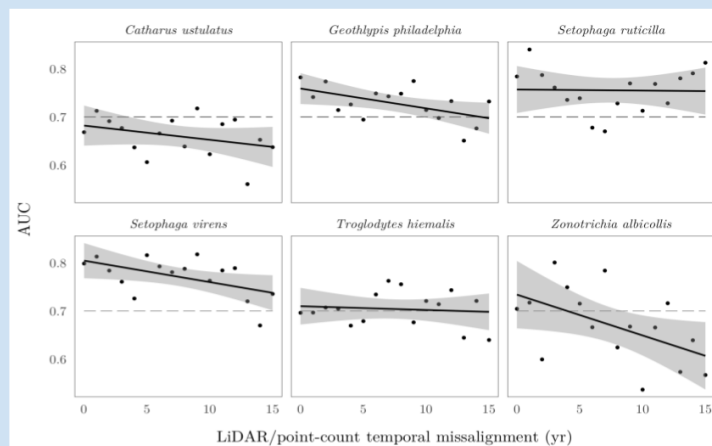 Catharus ustulatus
Geothlypis philadelphia
Setophaga ruticilla
0.8
0.7
0.6
Setophaga virens
Troglodytes hiemalis
Zonotrichia albicollis
0.8
0.7
0.6
AUC
0 5 10 15 0 5 10 15 0 5 10 15
LiDAR/point-count temporal missalignment (yr)